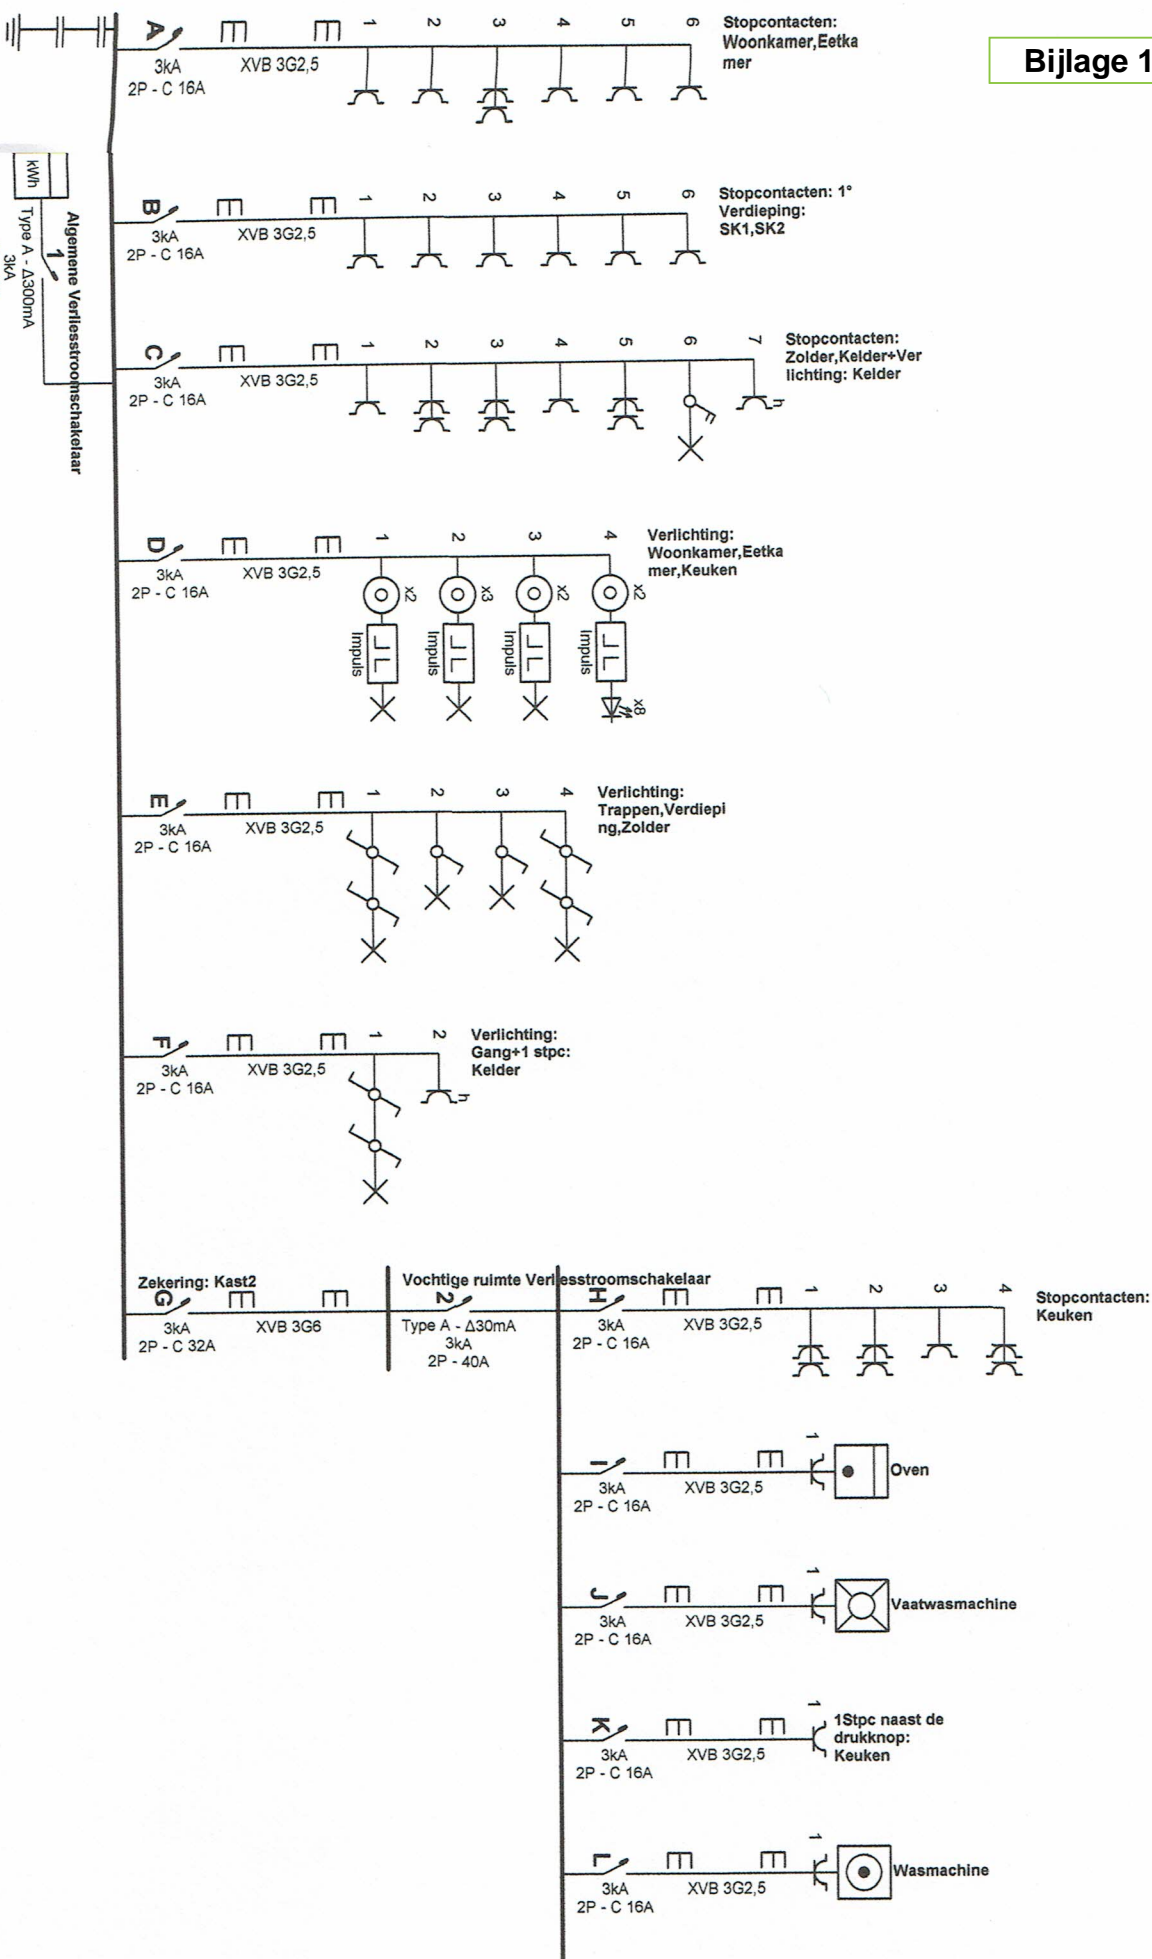 Bijlage 1
A
3kA
2P - C 16A
XVB 3G2,5
1 2 3 4 5 6
Stopcontacten:
Woonkamer,Eetka
mer
kWh
1
Type A - Δ300mA
3kA
Algemene Verliesstroomschakelaar
B
3kA
2P - C 16A
XVB 3G2,5
1 2 3 4 5 6
Stopcontacten: 1°
Verdieping:
SK1,SK2
C
3kA
2P - C 16A
XVB 3G2,5
1 2 3 4 5 6 7
h
Stopcontacten:
Zolder,Kelder+Ver
lichting: Kelder
D
3kA
2P - C 16A
XVB 3G2,5
1 2 3 4
x2 x3 x2 x2
Impuls Impuls Impuls Impuls
x8
Verlichting:
Woonkamer,Eetka
mer,Keuken
E
3kA
2P - C 16A
XVB 3G2,5
1 2 3 4
Verlichting:
Trappen,Verdiepi
ng,Zolder
F
3kA
2P - C 16A
XVB 3G2,5
1 2
h
Verlichting:
Gang+1 stpc:
Kelder
Zekering: Kast2
G
3kA
2P - C 32A
XVB 3G6
Vochtige ruimte Verliesstroomschakelaar
2
Type A - Δ30mA
3kA
2P - 40A
H
3kA
2P - C 16A
XVB 3G2,5
1 2 3 4
Stopcontacten:
Keuken
I
3kA
2P - C 16A
XVB 3G2,5
1
Oven
J
3kA
2P - C 16A
XVB 3G2,5
1
Vaatwasmachine
K
3kA
2P - C 16A
XVB 3G2,5
1
1Stpc naast de
drukknop:
Keuken
L
3kA
2P - C 16A
XVB 3G2,5
1
Wasmachine